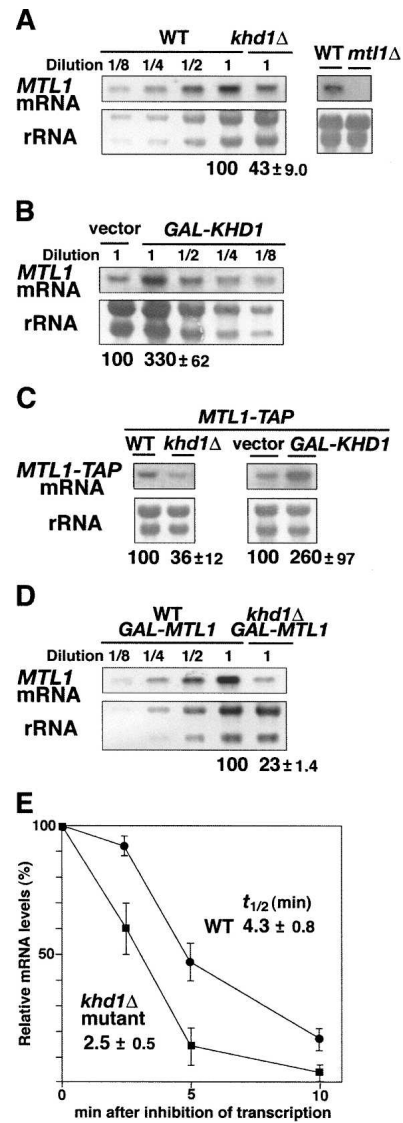 A
WT khd1Δ
Dilution 1/8 1/4 1/2 1 1
MTL1 mRNA
rRNA
100 43±9.0
WT mtl1Δ
B
vector GAL-KHD1
Dilution 1 1 1/2 1/4 1/8
MTL1 mRNA
rRNA
100 330±62
C
MTL1-TAP
WT khd1Δ vector GAL-KHD1
MTL1-TAP mRNA
rRNA
100 36±12 100 260±97
D
WT khd1Δ
GAL-MTL1 GAL-MTL1
Dilution 1/8 1/4 1/2 1 1
MTL1 mRNA
rRNA
100 23±1.4
E
Relative mRNA levels (%)
100
50
t1/2 (min)
WT 4.3 ± 0.8
khd1Δ
mutant
2.5 ± 0.5
0 5 10
min after inhibition of transcription